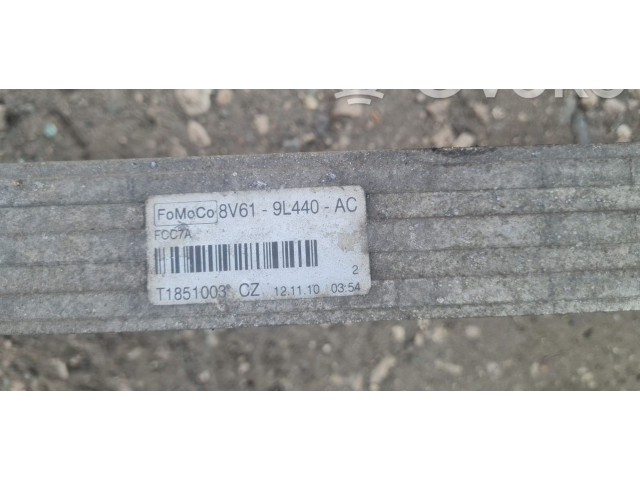 FoMoCo 8V61 - 9L440 - AC
FCC7A
2
T1851003 CZ 12.11.10 03:54